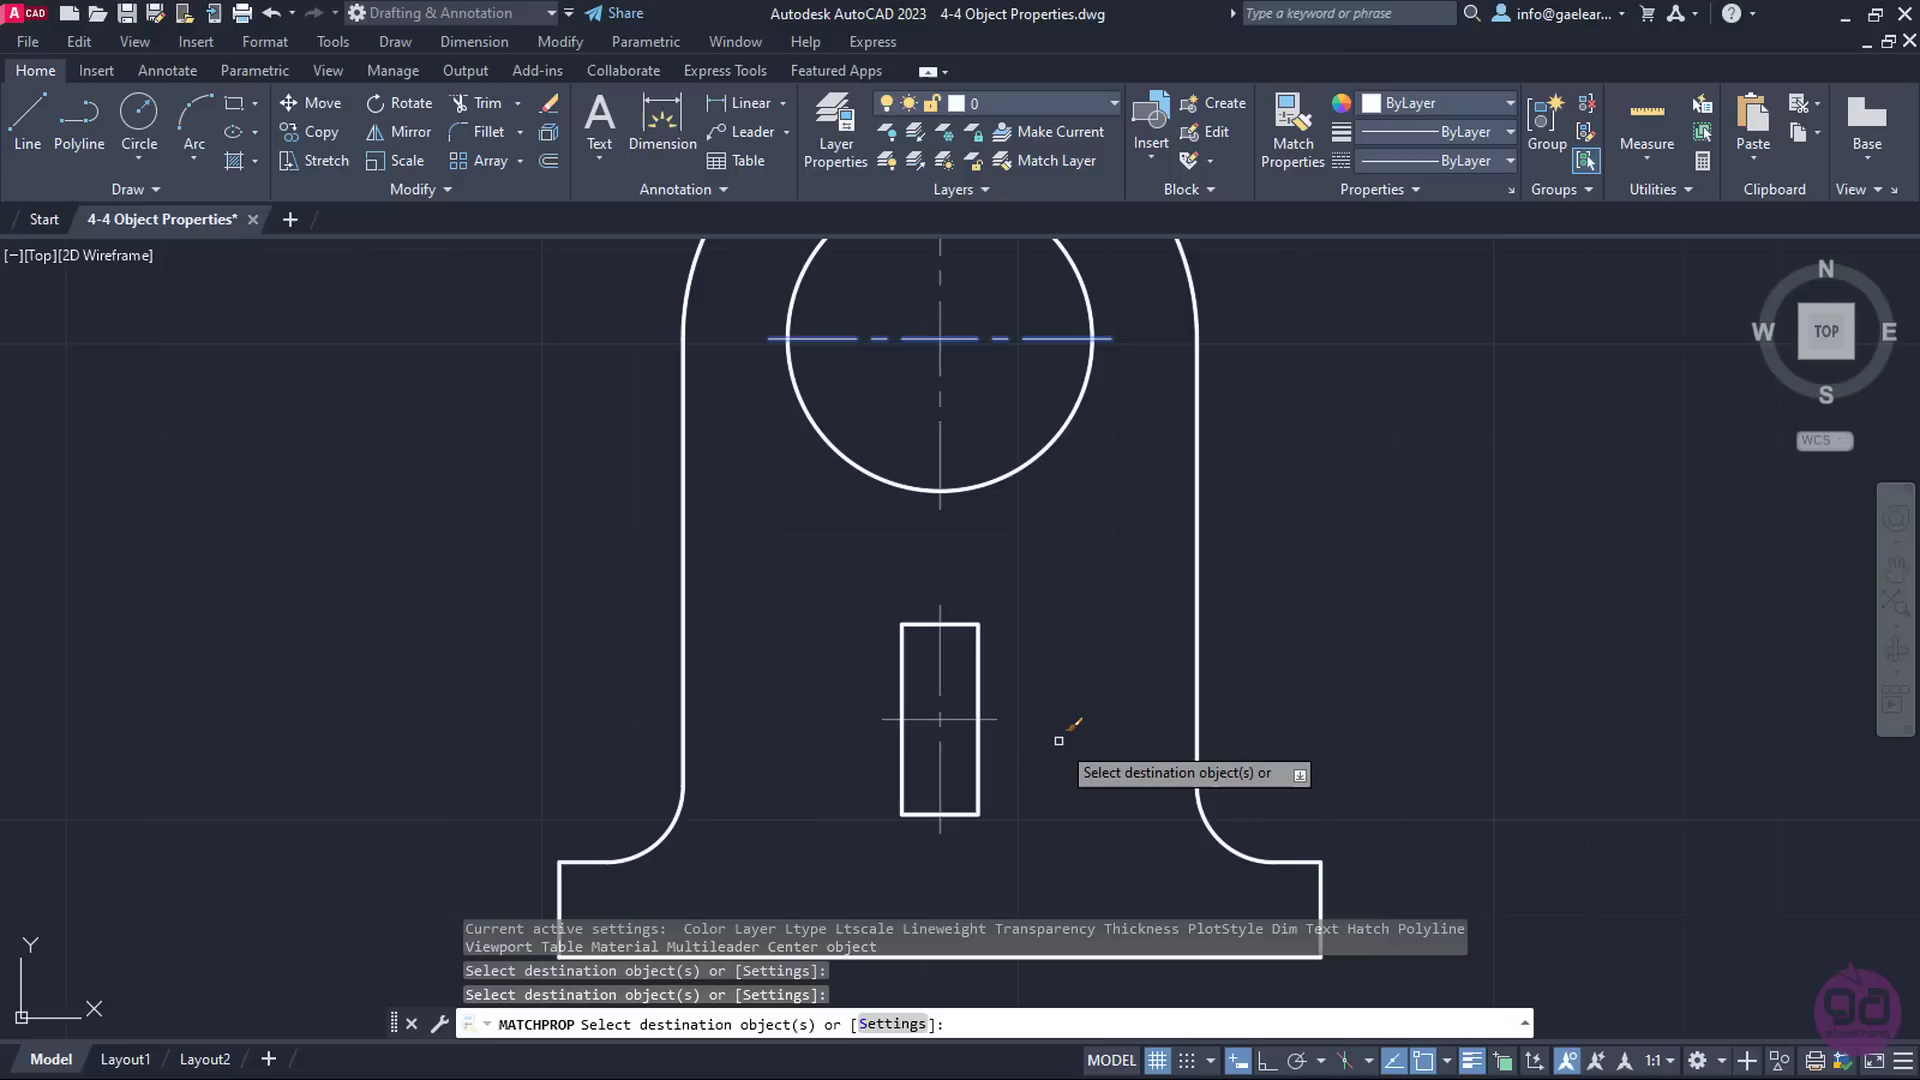 CAD
Drafting & Annotation
Share
Autodesk AutoCAD 2023 4-4 Object Properties.dwg
Type a keyword or phrase
info@gaelear...
File Edit View Insert Format Tools Draw Dimension Modify Parametric Window Help Express
Home Insert Annotate Parametric View Manage Output Add-ins Collaborate Express Tools Featured Apps
Line Polyline Circle Arc
Draw
Move Rotate Trim
Copy Mirror Fillet
Stretch Scale Array
Modify
Text Dimension
Linear
Leader
Table
Annotation
Layer Properties
0
Make Current
Match Layer
Layers
Insert
Create
Edit
Block
Match Properties
ByLayer
ByLayer
ByLayer
Properties
Group
Groups
Measure
Utilities
Paste
Clipboard
Base
View
Start 4-4 Object Properties*
[−][Top][2D Wireframe]
N
W TOP E
S
WCS
Select destination object(s) or
Current active settings: Color Layer Ltype Ltscale Lineweight Transparency Thickness PlotStyle Dim Text Hatch Polyline
Viewport Table Material Multileader Center object
Select destination object(s) or [Settings]:
Select destination object(s) or [Settings]:
MATCHPROP Select destination object(s) or [Settings]:
Y
X
ga
elearning
Model Layout1 Layout2
MODEL
1:1